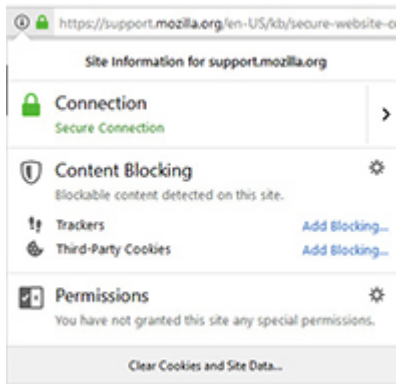 https://support.mozilla.org/en-US/kb/secure-website-c
Site Information for support.mozilla.org
Connection
Secure Connection
Content Blocking
Blockable content detected on this site.
Trackers Add Blocking...
Third-Party Cookies Add Blocking...
Permissions
You have not granted this site any special permissions.
Clear Cookies and Site Data...